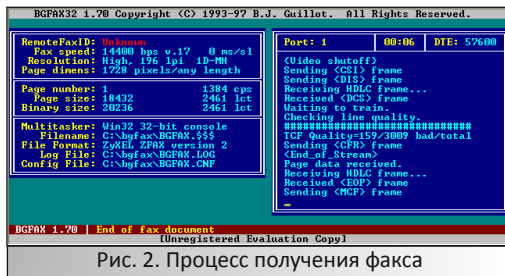 BGFAX32 1.70 Copyright (C) 1993-97 B.J. Guillot. All Rights Reserved.
RemoteFaxID: Unknown
Fax speed: 14400 bps v.17 0 ms/sl
Resolution: High, 196 lpi 1D-MH
Page dimens: 1728 pixels/any length
Page number: 1 1384 cps
Page size: 18432 2461 lct
Binary size: 20236 2461 lct
Multitasker: Win32 32-bit console
Filename: C:\bgfax\BGFAX.$$$
File Format: ZyXEL ZFAX version 2
Log File: C:\bgfax\BGFAX.LOG
Config File: C:\bgfax\BGFAX.CNF
Port: 1 00:06 DTE: 57600
(Video shutoff)
Sending <CSI> frame
Sending <DIS> frame
Receiving HDLC frame...
Received <DCS> frame
Waiting to train.
Checking line quality.
################################
TCF Quality=159/3009 bad/total
Sending <CFR> frame
<End_of_Stream>
Page data received.
Receiving HDLC frame...
Received <EOP> frame
Sending <MCF> frame
BGFAX 1.70 | End of fax document
[Unregistered Evaluation Copy]
Рис. 2. Процесс получения факса